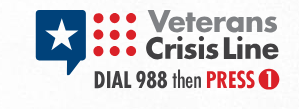 Veterans
Crisis Line
DIAL 988 then PRESS 1